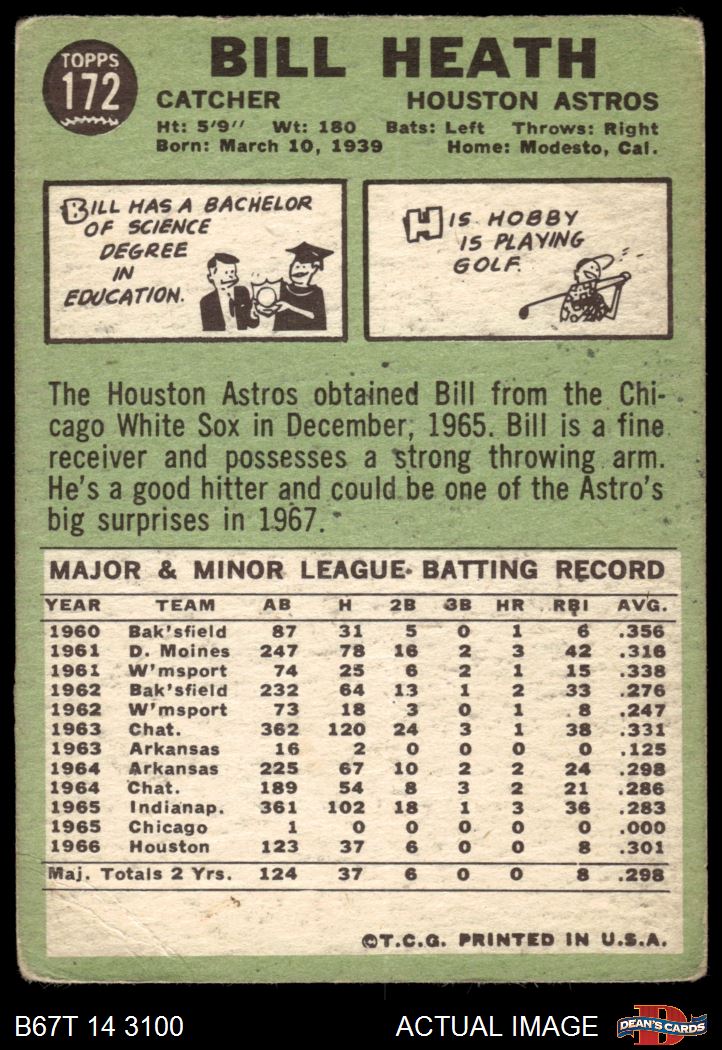 TOPPS
172
BILL HEATH
CATCHER HOUSTON ASTROS
Ht: 5'9" Wt: 180 Bats: Left Throws: Right
Born: March 10, 1939 Home: Modesto, Cal.
BILL HAS A BACHELOR
OF SCIENCE
DEGREE
IN
EDUCATION.
HIS HOBBY
IS PLAYING
GOLF.
The Houston Astros obtained Bill from the Chi-
cago White Sox in December, 1965. Bill is a fine
receiver and possesses a strong throwing arm.
He's a good hitter and could be one of the Astro's
big surprises in 1967.
MAJOR & MINOR LEAGUE BATTING RECORD
YEAR TEAM AB H 2B 3B HR RBI AVG.
1960 Bak'sfield 87 31 5 0 1 6 .356
1961 D. Moines 247 78 16 2 3 42 .316
1961 W'msport 74 25 6 2 1 15 .338
1962 Bak'sfield 232 64 13 1 2 33 .276
1962 W'msport 73 18 3 0 1 8 .247
1963 Chat. 362 120 24 3 1 38 .331
1963 Arkansas 16 2 0 0 0 0 .125
1964 Arkansas 225 67 10 2 2 24 .298
1964 Chat. 189 54 8 3 2 21 .286
1965 Indianap. 361 102 18 1 3 36 .283
1965 Chicago 1 0 0 0 0 0 .000
1966 Houston 123 37 6 0 0 8 .301
Maj. Totals 2 Yrs. 124 37 6 0 0 8 .298
©T.C.G. PRINTED IN U.S.A.
B67T 14 3100 ACTUAL IMAGE
D
DEAN'S CARDS